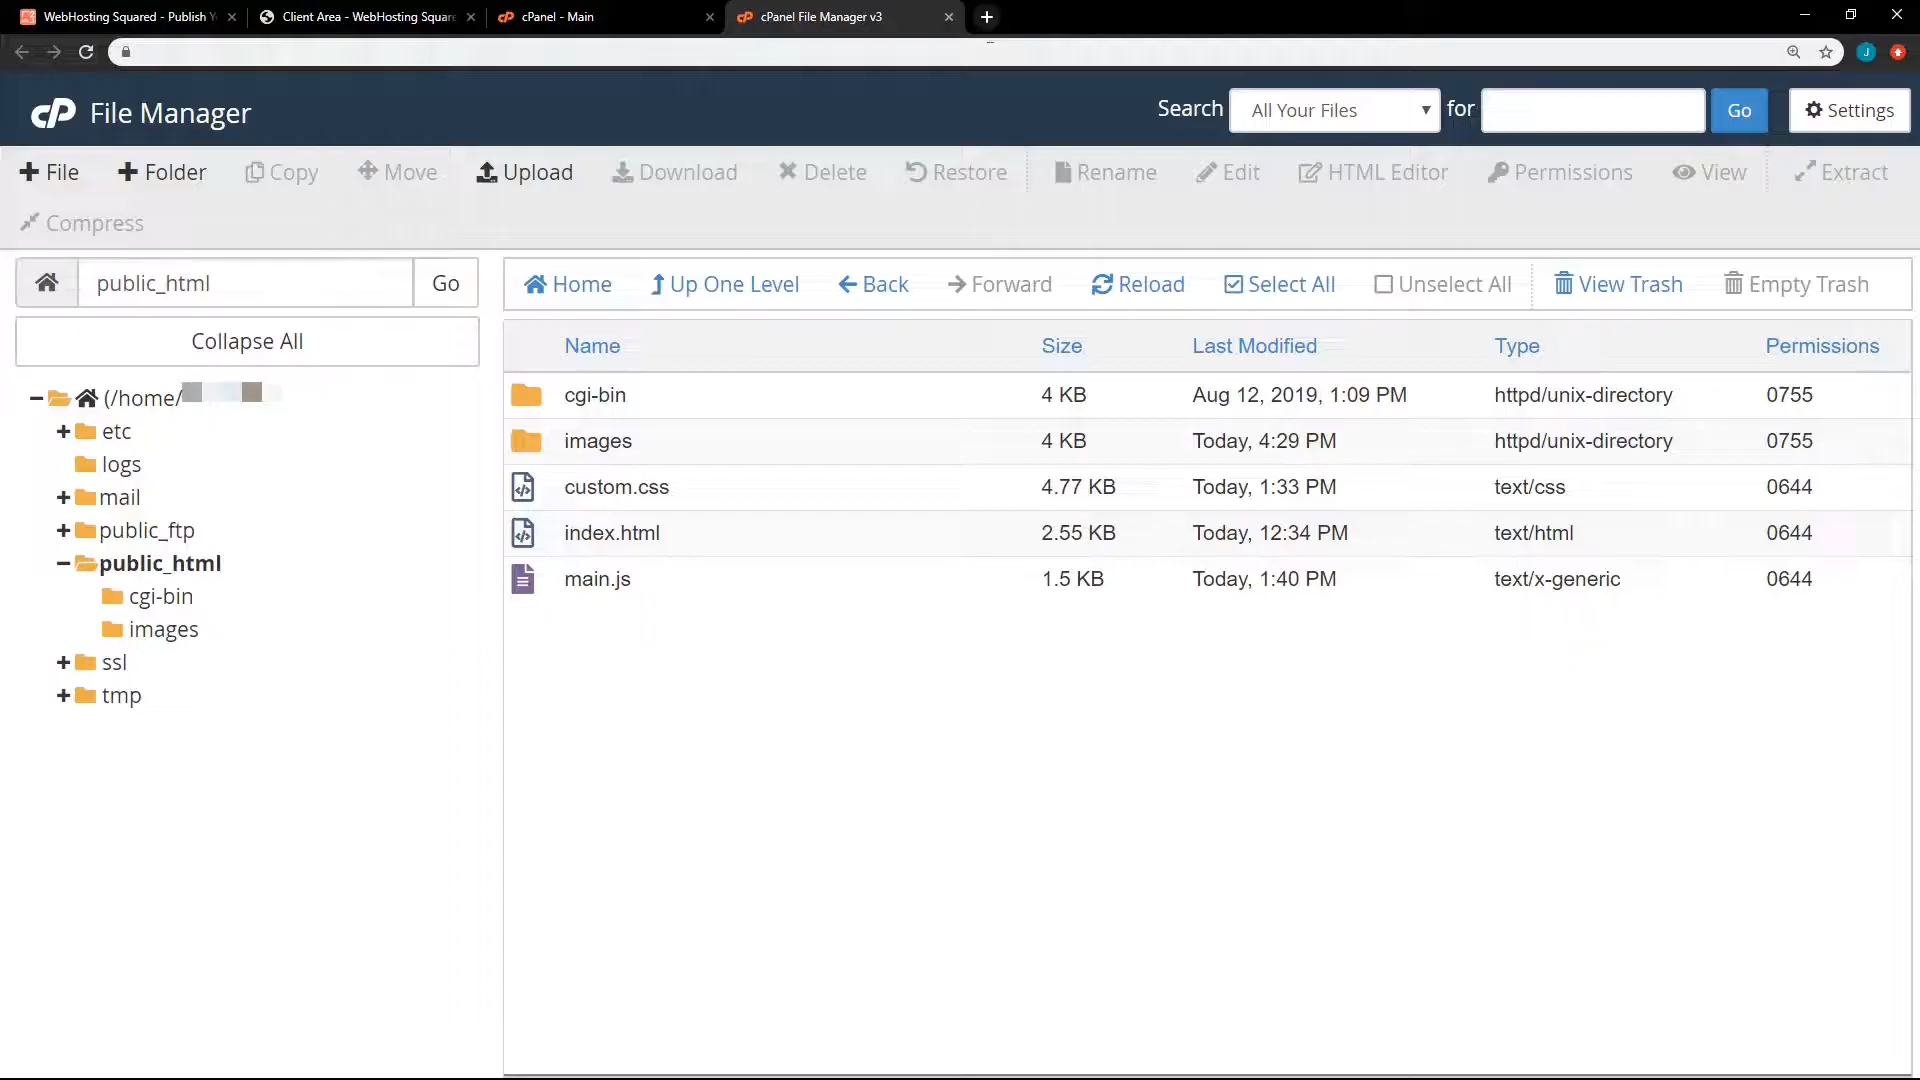 WebHosting Squared - Publish Y
Client Area - WebHosting Square
cPanel - Main
cPanel File Manager v3
J
cP File Manager
Search All Your Files for Go Settings
File Folder Copy Move Upload Download Delete Restore Rename Edit HTML Editor Permissions View Extract
Compress
public_html Go
Home Up One Level Back Forward Reload Select All Unselect All View Trash Empty Trash
Collapse All
Name Size Last Modified Type Permissions
cgi-bin 4 KB Aug 12, 2019, 1:09 PM httpd/unix-directory 0755
images 4 KB Today, 4:29 PM httpd/unix-directory 0755
custom.css 4.77 KB Today, 1:33 PM text/css 0644
index.html 2.55 KB Today, 12:34 PM text/html 0644
main.js 1.5 KB Today, 1:40 PM text/x-generic 0644
(/home/
etc
logs
mail
public_ftp
public_html
cgi-bin
images
ssl
tmp